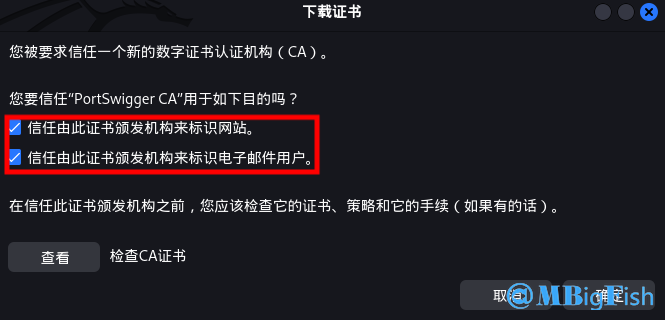 下载证书
您被要求信任一个新的数字证书认证机构（CA）。
您要信任“PortSwigger CA”用于如下目的吗？
信任由此证书颁发机构来标识网站。
信任由此证书颁发机构来标识电子邮件用户。
在信任此证书颁发机构之前，您应该检查它的证书、策略和它的手续（如果有的话）。
查看 检查CA证书
取消 确定
@MBigFish